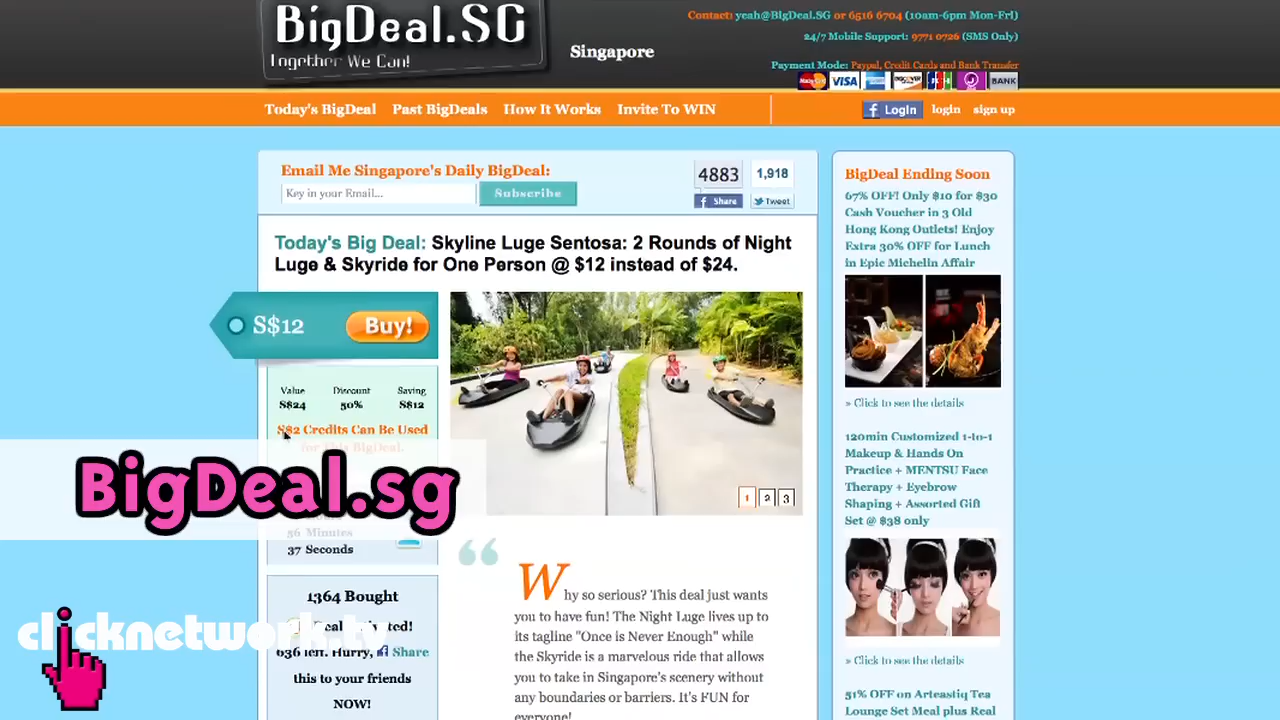 BigDeal.SG
Together We Can!
Singapore
Contact: yeah@BigDeal.SG or 6516 6704 (10am-6pm Mon-Fri)
24/7 Mobile Support: 9771 0726 (SMS Only)
Payment Mode: Paypal, Credit Cards and Bank Transfer
VISA
BANK
Today's BigDeal Past BigDeals How It Works Invite To WIN
f LogIn login sign up
Email Me Singapore's Daily BigDeal:
Key in your Email... Subscribe
4883 1,918
f Share Tweet
Today's Big Deal: Skyline Luge Sentosa: 2 Rounds of Night
Luge & Skyride for One Person @ $12 instead of $24.
S$12 Buy!
Value Discount Saving
S$24 50% S$12
S$2 Credits Can Be Used
for this BigDeal.
BigDeal.sg
56 Minutes
37 Seconds
1 2 3
1364 Bought
636 left. Hurry, f Share
this to your friends
NOW!
clicknetwork.tv
Why so serious? This deal just wants
you to have fun! The Night Luge lives up to
its tagline "Once is Never Enough" while
the Skyride is a marvelous ride that allows
you to take in Singapore's scenery without
any boundaries or barriers. It's FUN for
everyone!
BigDeal Ending Soon
67% OFF! Only $10 for $30
Cash Voucher in 3 Old
Hong Kong Outlets! Enjoy
Extra 30% OFF for Lunch
in Epic Michelin Affair
» Click to see the details
120min Customized 1-to-1
Makeup & Hands On
Practice + MENTSU Face
Therapy + Eyebrow
Shaping + Assorted Gift
Set @ $38 only
» Click to see the details
51% OFF on Arteastiq Tea
Lounge Set Meal plus Real